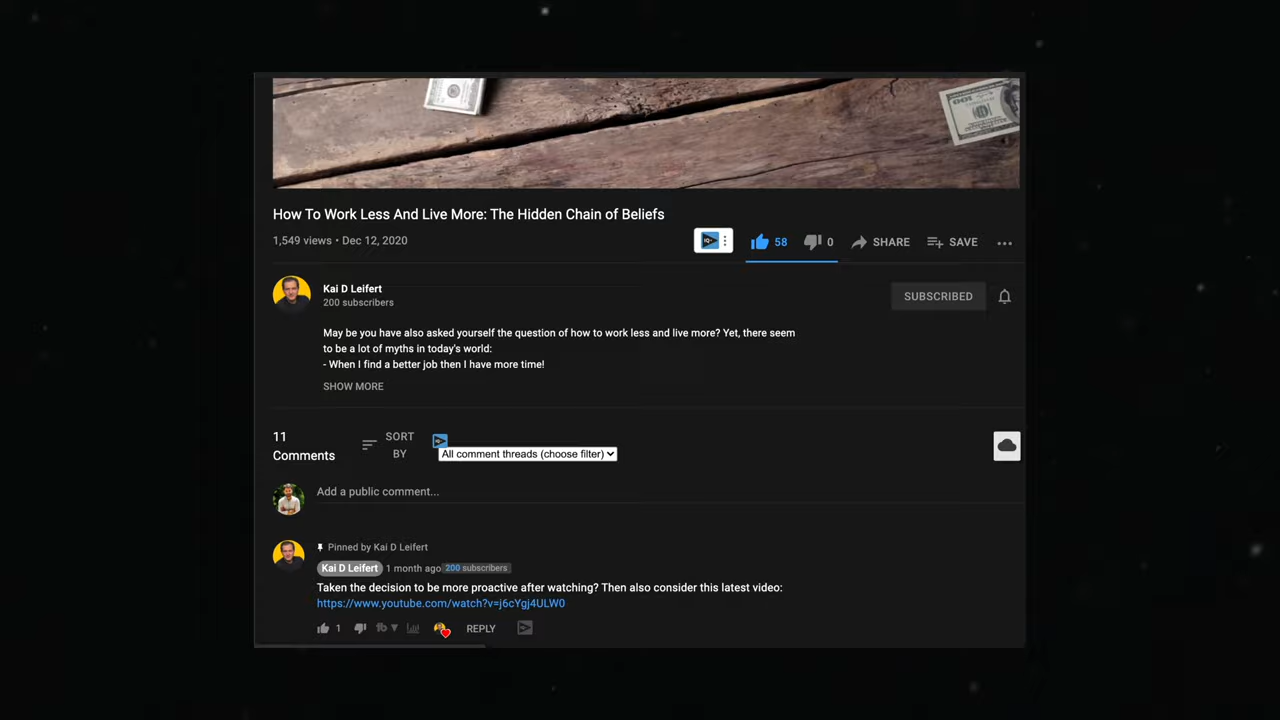 How To Work Less And Live More: The Hidden Chain of Beliefs
1,549 views • Dec 12, 2020
58
0
SHARE
SAVE
Kai D Leifert
200 subscribers
SUBSCRIBED
May be you have also asked yourself the question of how to work less and live more? Yet, there seem
to be a lot of myths in today's world:
- When I find a better job then I have more time!
SHOW MORE
11
Comments
SORT
BY
All comment threads (choose filter)
Add a public comment...
Pinned by Kai D Leifert
Kai D Leifert 1 month ago 200 subscribers
Taken the decision to be more proactive after watching? Then also consider this latest video:
https://www.youtube.com/watch?v=j6cYgj4ULW0
1
REPLY